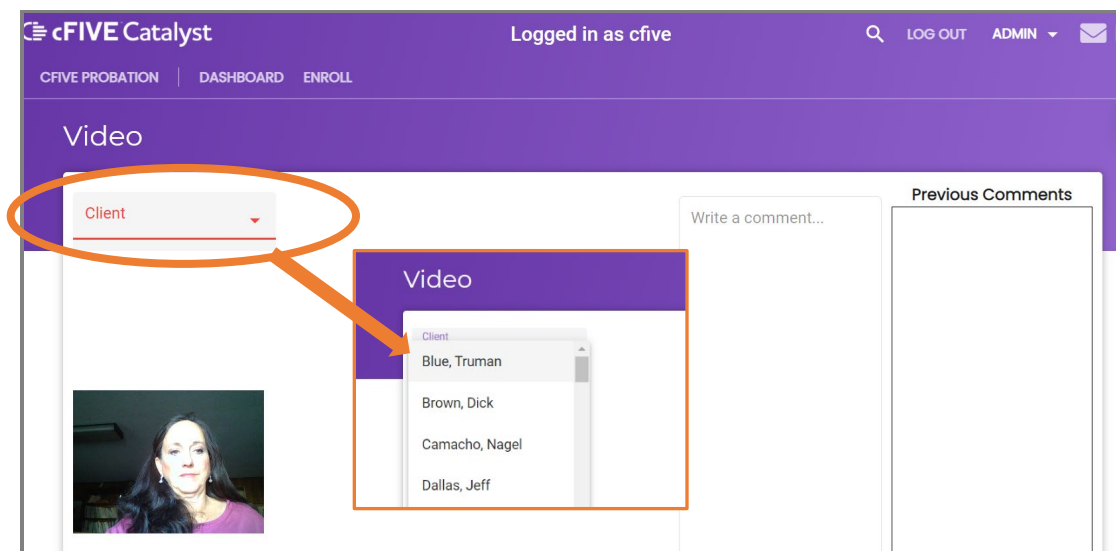 cFIVE Catalyst
Logged in as cfive
LOG OUT
ADMIN
CFIVE PROBATION
DASHBOARD
ENROLL
Video
Client
Write a comment...
Previous Comments
Video
Client
Blue, Truman
Brown, Dick
Camacho, Nagel
Dallas, Jeff